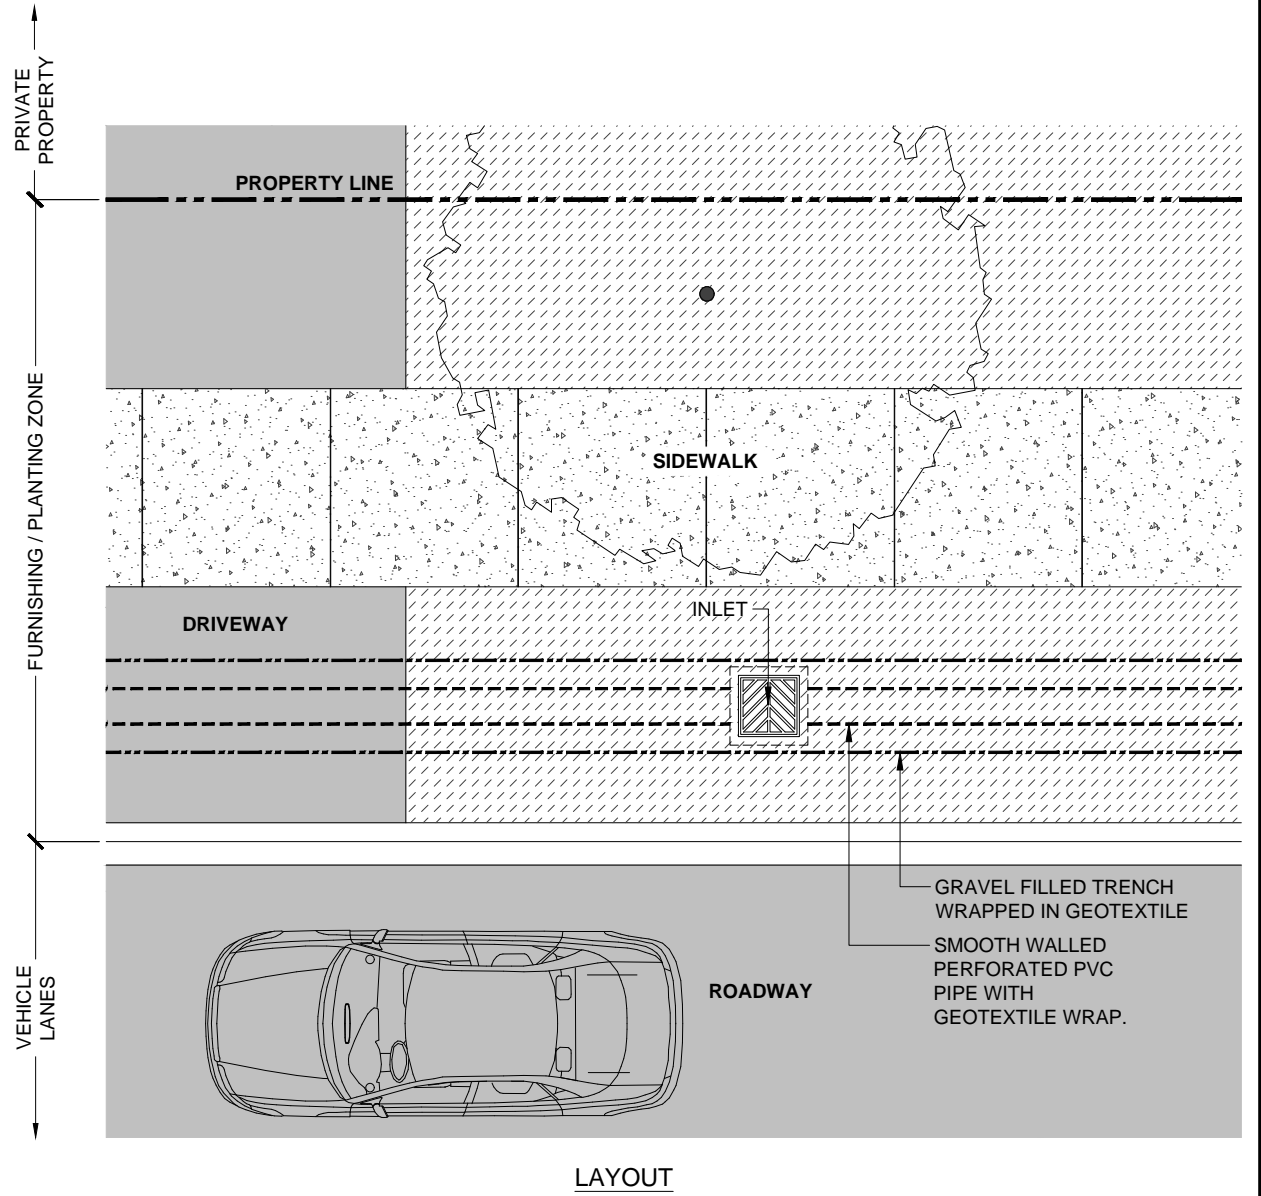 PRIVATE
PROPERTY
PROPERTY LINE
FURNISHING / PLANTING ZONE
SIDEWALK
INLET
DRIVEWAY
GRAVEL FILLED TRENCH
WRAPPED IN GEOTEXTILE
SMOOTH WALLED
PERFORATED PVC
PIPE WITH
GEOTEXTILE WRAP.
VEHICLE
LANES
ROADWAY
LAYOUT